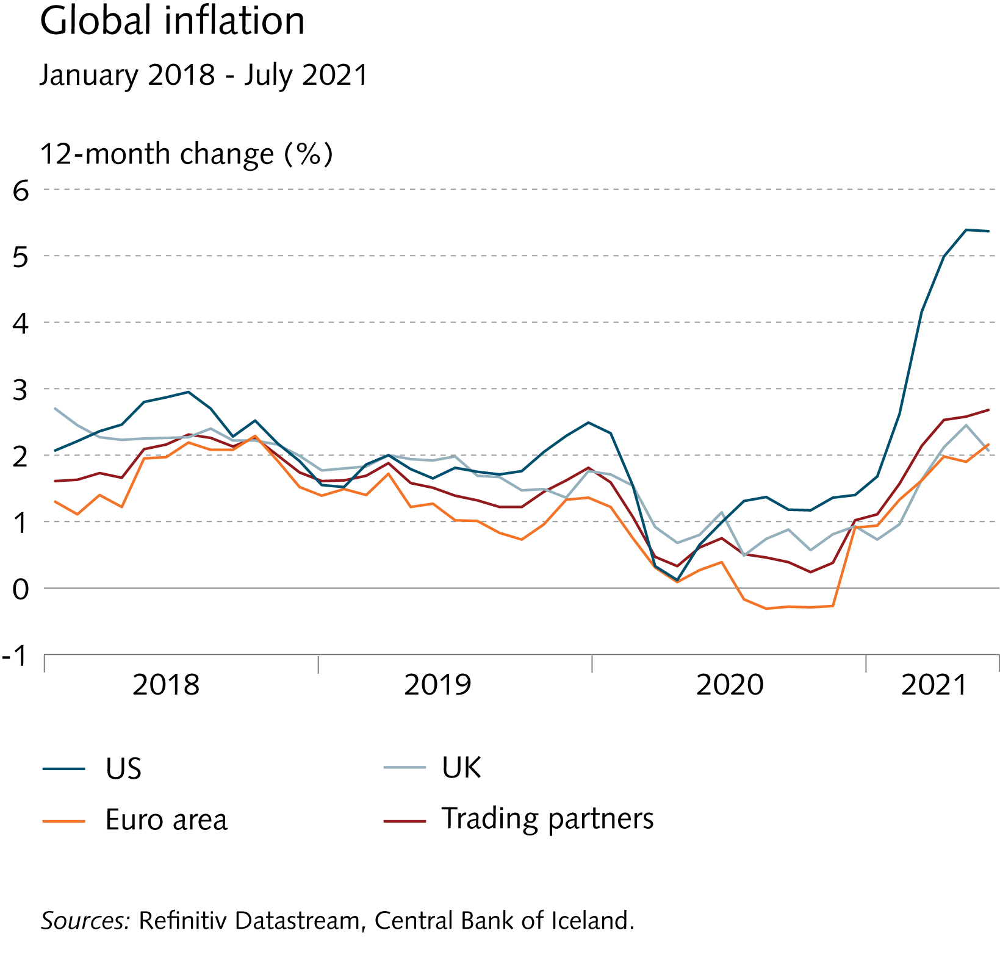 Global inflation
January 2018 - July 2021
12-month change (%)
6
5
4
3
2
1
0
-1
2018 2019 2020 2021
US UK
Euro area Trading partners
Sources: Refinitiv Datastream, Central Bank of Iceland.